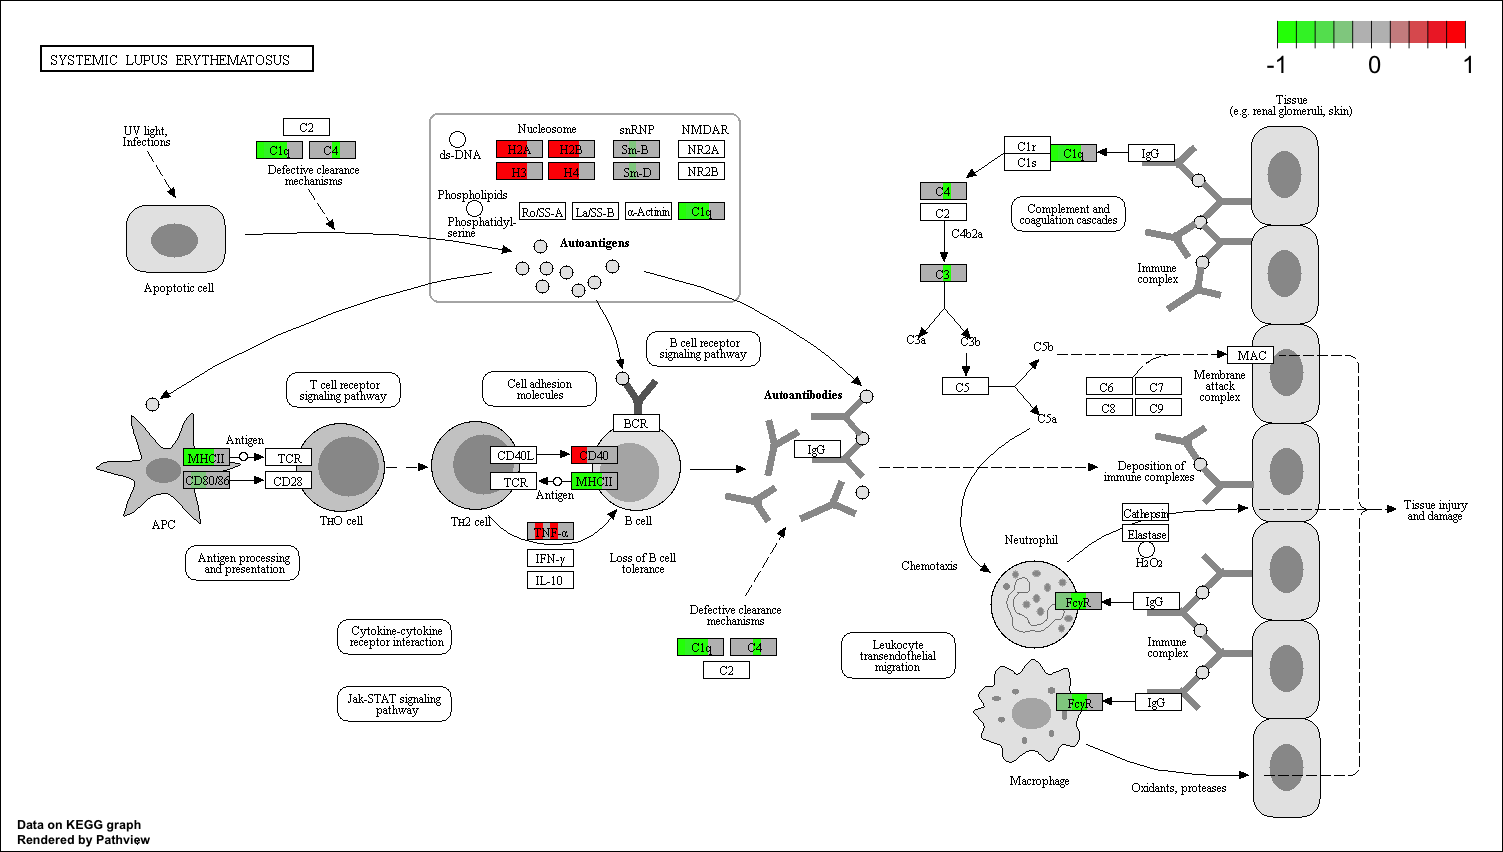 SYSTEMIC LUPUS ERYTHEMATOSUS
-1 0 1
UV light,
Infections
C2
C1q C4
Defective clearance
mechanisms
Apoptotic cell
ds-DNA
Nucleosome
H2A H2B
H3 H4
snRNP
Sm-B
Sm-D
NMDAR
NR2A
NR2B
Phospholipids
Phosphatidyl-
serine
Ro/SS-A La/SS-B α-Actinin C1q
Autoantigens
Tissue
(e.g. renal glomeruli, skin)
C1r
C1s
C1q
IgG
C4
C2
C4b2a
C3
Complement and
coagulation cascades
Immune
complex
C3a C3b
C5
C5b
C5a
MAC
Membrane
attack
complex
C6 C7
C8 C9
B cell receptor
signaling pathway
T cell receptor
signaling pathway
Cell adhesion
molecules
BCR
Autoantibodies
IgG
MHCII
Antigen
TCR
CD80/86
CD28
APC
TH0 cell
CD40L
CD40
TCR
Antigen
MHCII
TH2 cell
B cell
TNF-α
IFN-γ
IL-10
Loss of B cell
tolerance
Antigen processing
and presentation
Cytokine-cytokine
receptor interaction
Jak-STAT signaling
pathway
Defective clearance
mechanisms
C1q C4
C2
Leukocyte
transendothelial
migration
Chemotaxis
Deposition of
immune complexes
Cathepsin
Elastase
H2O2
Tissue injury
and damage
Neutrophil
FcγR
IgG
Immune
complex
FcγR
IgG
Macrophage
Oxidants, proteases
Data on KEGG graph
Rendered by Pathview